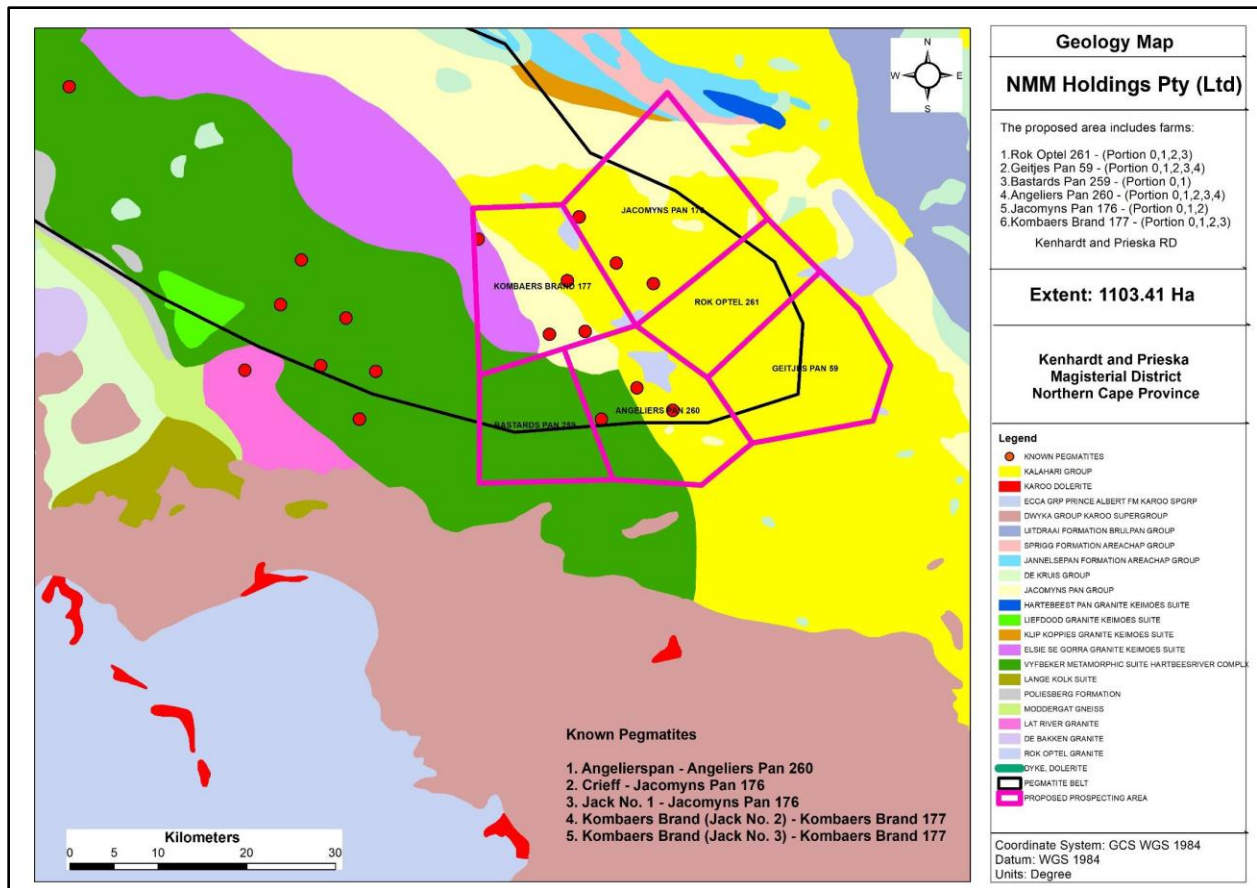 N
W
E
S
JACOMYNS PAN 176
KOMBAERS BRAND 177
ROK OPTEL 261
GEITJES PAN 59
ANGELIERS PAN 260
BASTARDS PAN 259
Known Pegmatites
1. Angelierspan - Angeliers Pan 260
2. Crieff - Jacomyns Pan 176
3. Jack No. 1 - Jacomyns Pan 176
4. Kombaers Brand (Jack No. 2) - Kombaers Brand 177
5. Kombaers Brand (Jack No. 3) - Kombaers Brand 177
Kilometers
0 5 10 20 30
Geology Map
NMM Holdings Pty (Ltd)
The proposed area includes farms:
1.Rok Optel 261 - (Portion 0,1,2,3)
2.Geitjes Pan 59 - (Portion 0,1,2,3,4)
3.Bastards Pan 259 - (Portion 0,1)
4.Angeliers Pan 260 - (Portion 0,1,2,3,4)
5.Jacomyns Pan 176 - (Portion 0,1,2)
6.Kombaers Brand 177 - (Portion 0,1,2,3)
Kenhardt and Prieska RD
Extent: 1103.41 Ha
Kenhardt and Prieska
Magisterial District
Northern Cape Province
Legend
KNOWN PEGMATITES
KALAHARI GROUP
KAROO DOLERITE
ECCA GRP PRINCE ALBERT FM KAROO SPGRP
DWYKA GROUP KAROO SUPERGROUP
UITDRAAI FORMATION BRULPAN GROUP
SPRIGG FORMATION AREACHAP GROUP
JANNELSEPAN FORMATION AREACHAP GROUP
DE KRUIS GROUP
JACOMYNS PAN GROUP
HARTEBEEST PAN GRANITE KEIMOES SUITE
LIEFDOOD GRANITE KEIMOES SUITE
KLIP KOPPIES GRANITE KEIMOES SUITE
ELSIE SE GORRA GRANITE KEIMOES SUITE
VYFBEKER METAMORPHIC SUITE HARTBEESRIVER COMPLX
LANGE KOLK SUITE
POLIESBERG FORMATION
MODDERGAT GNEISS
LAT RIVER GRANITE
DE BAKKEN GRANITE
ROK OPTEL GRANITE
DYKE, DOLERITE
PEGMATITE BELT
PROPOSED PROSPECTING AREA
Coordinate System: GCS WGS 1984
Datum: WGS 1984
Units: Degree